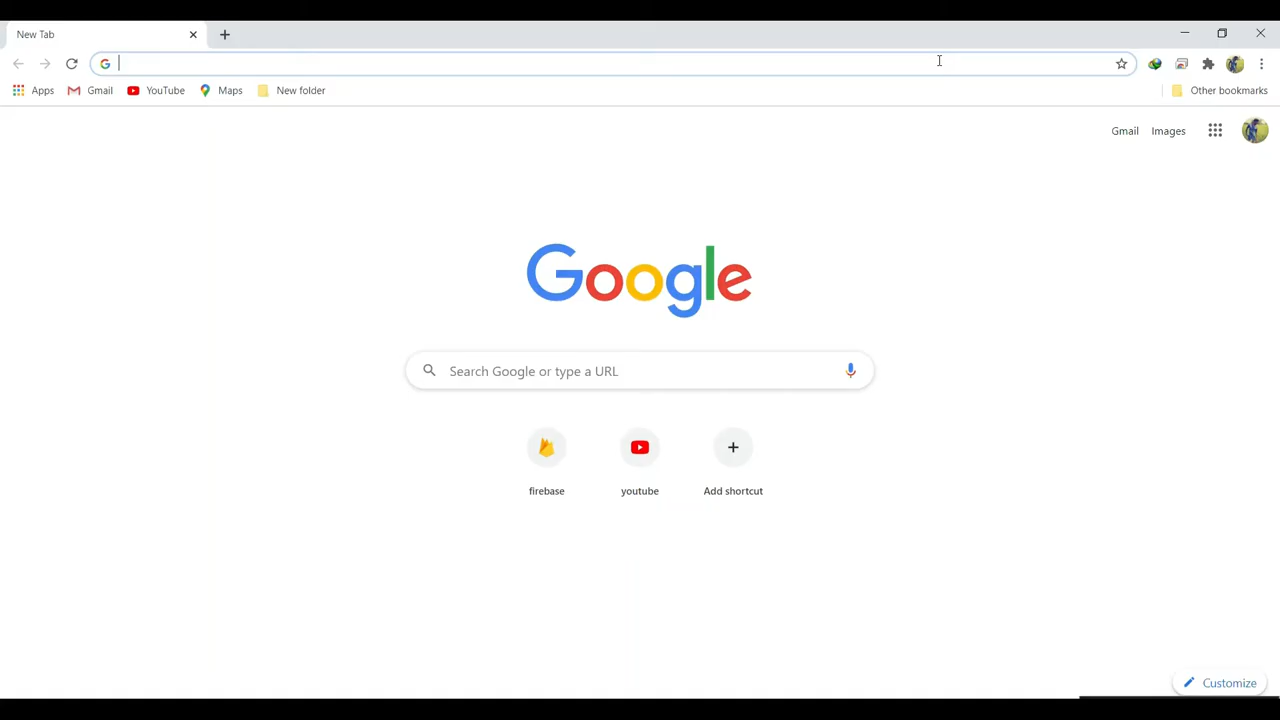 New Tab
Apps Gmail YouTube Maps New folder Other bookmarks
Gmail Images
Google
Search Google or type a URL
firebase youtube Add shortcut
Customize